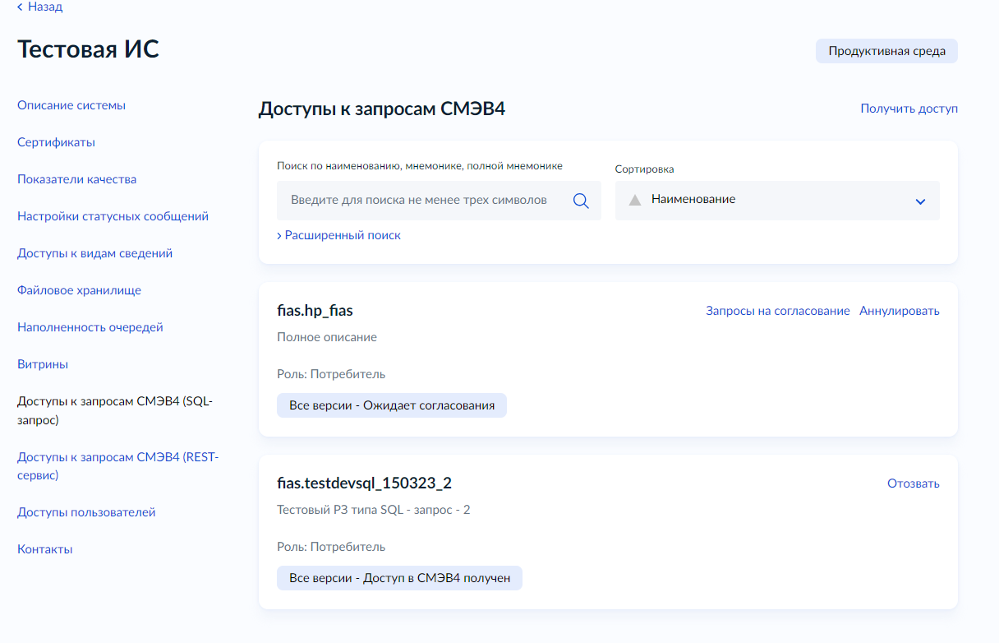 Назад
Тестовая ИС
Продуктивная среда
Описание системы
Сертификаты
Показатели качества
Настройки статусных сообщений
Доступы к видам сведений
Файловое хранилище
Наполненность очередей
Витрины
Доступы к запросам СМЭВ4 (SQL-
запрос)
Доступы к запросам СМЭВ4 (REST-
сервис)
Доступы пользователей
Контакты
Доступы к запросам СМЭВ4
Получить доступ
Поиск по наименованию, мнемонике, полной мнемонике
Введите для поиска не менее трех символов
Сортировка
Наименование
Расширенный поиск
fias.hp_fias
Запросы на согласование Аннулировать
Полное описание
Роль: Потребитель
Все версии - Ожидает согласования
fias.testdevsql_150323_2
Отозвать
Тестовый РЗ типа SQL - запрос - 2
Роль: Потребитель
Все версии - Доступ в СМЭВ4 получен